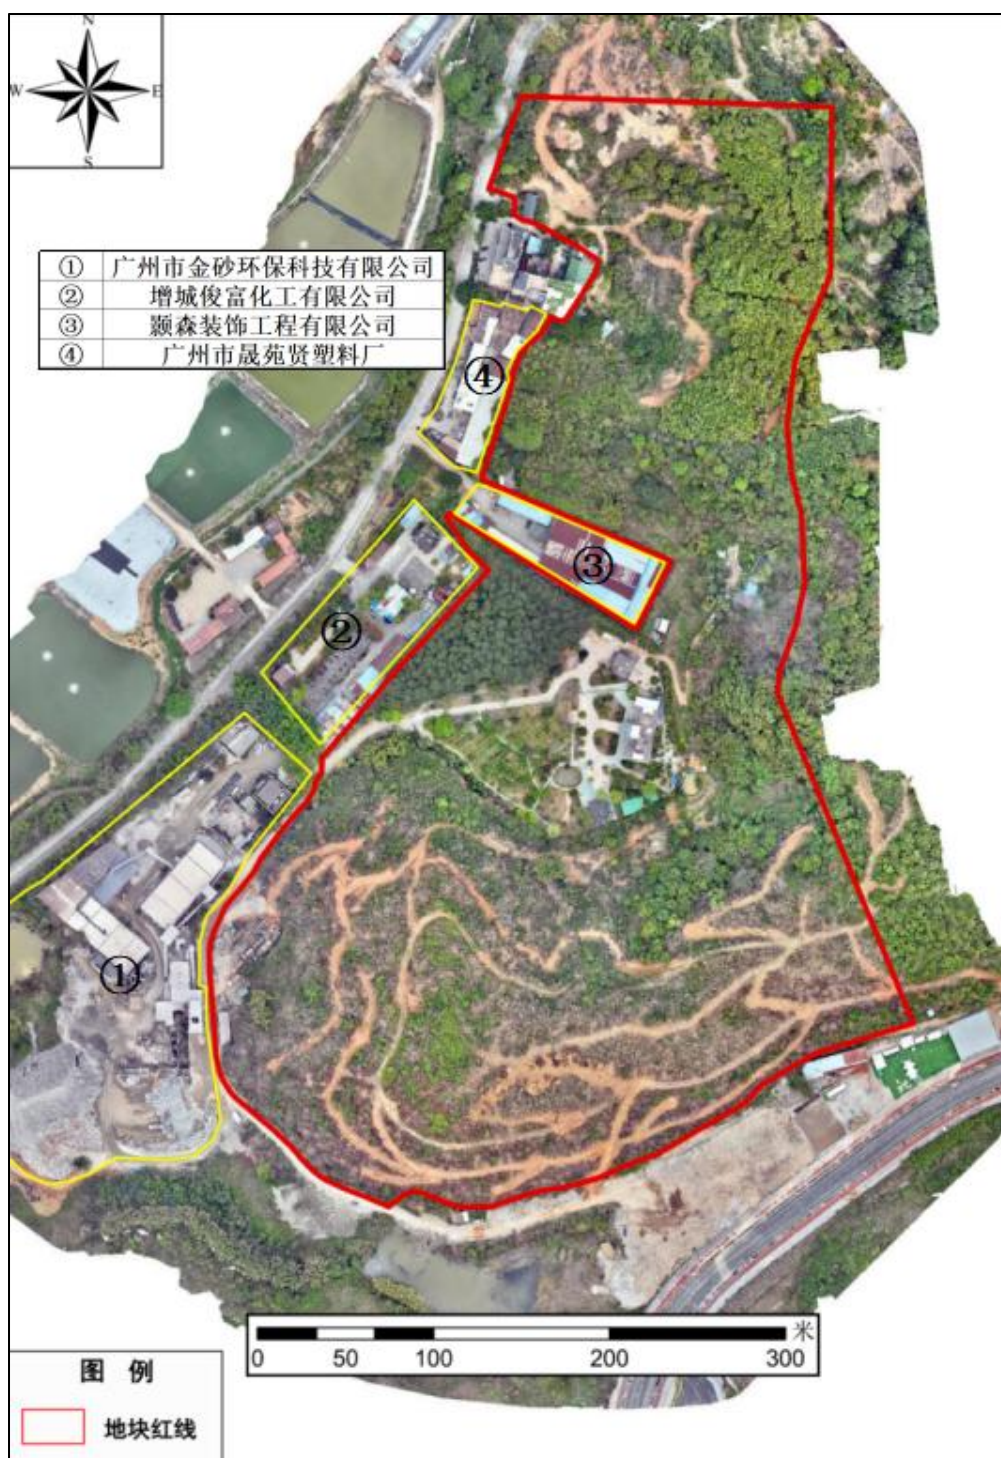 N
W E
S
① 广州市金砂环保科技有限公司
② 增城俊富化工有限公司
③ 颢森装饰工程有限公司
④ 广州市晟苑贤塑料厂
④
③
②
①
米
0 50 100 200 300
图 例
地块红线